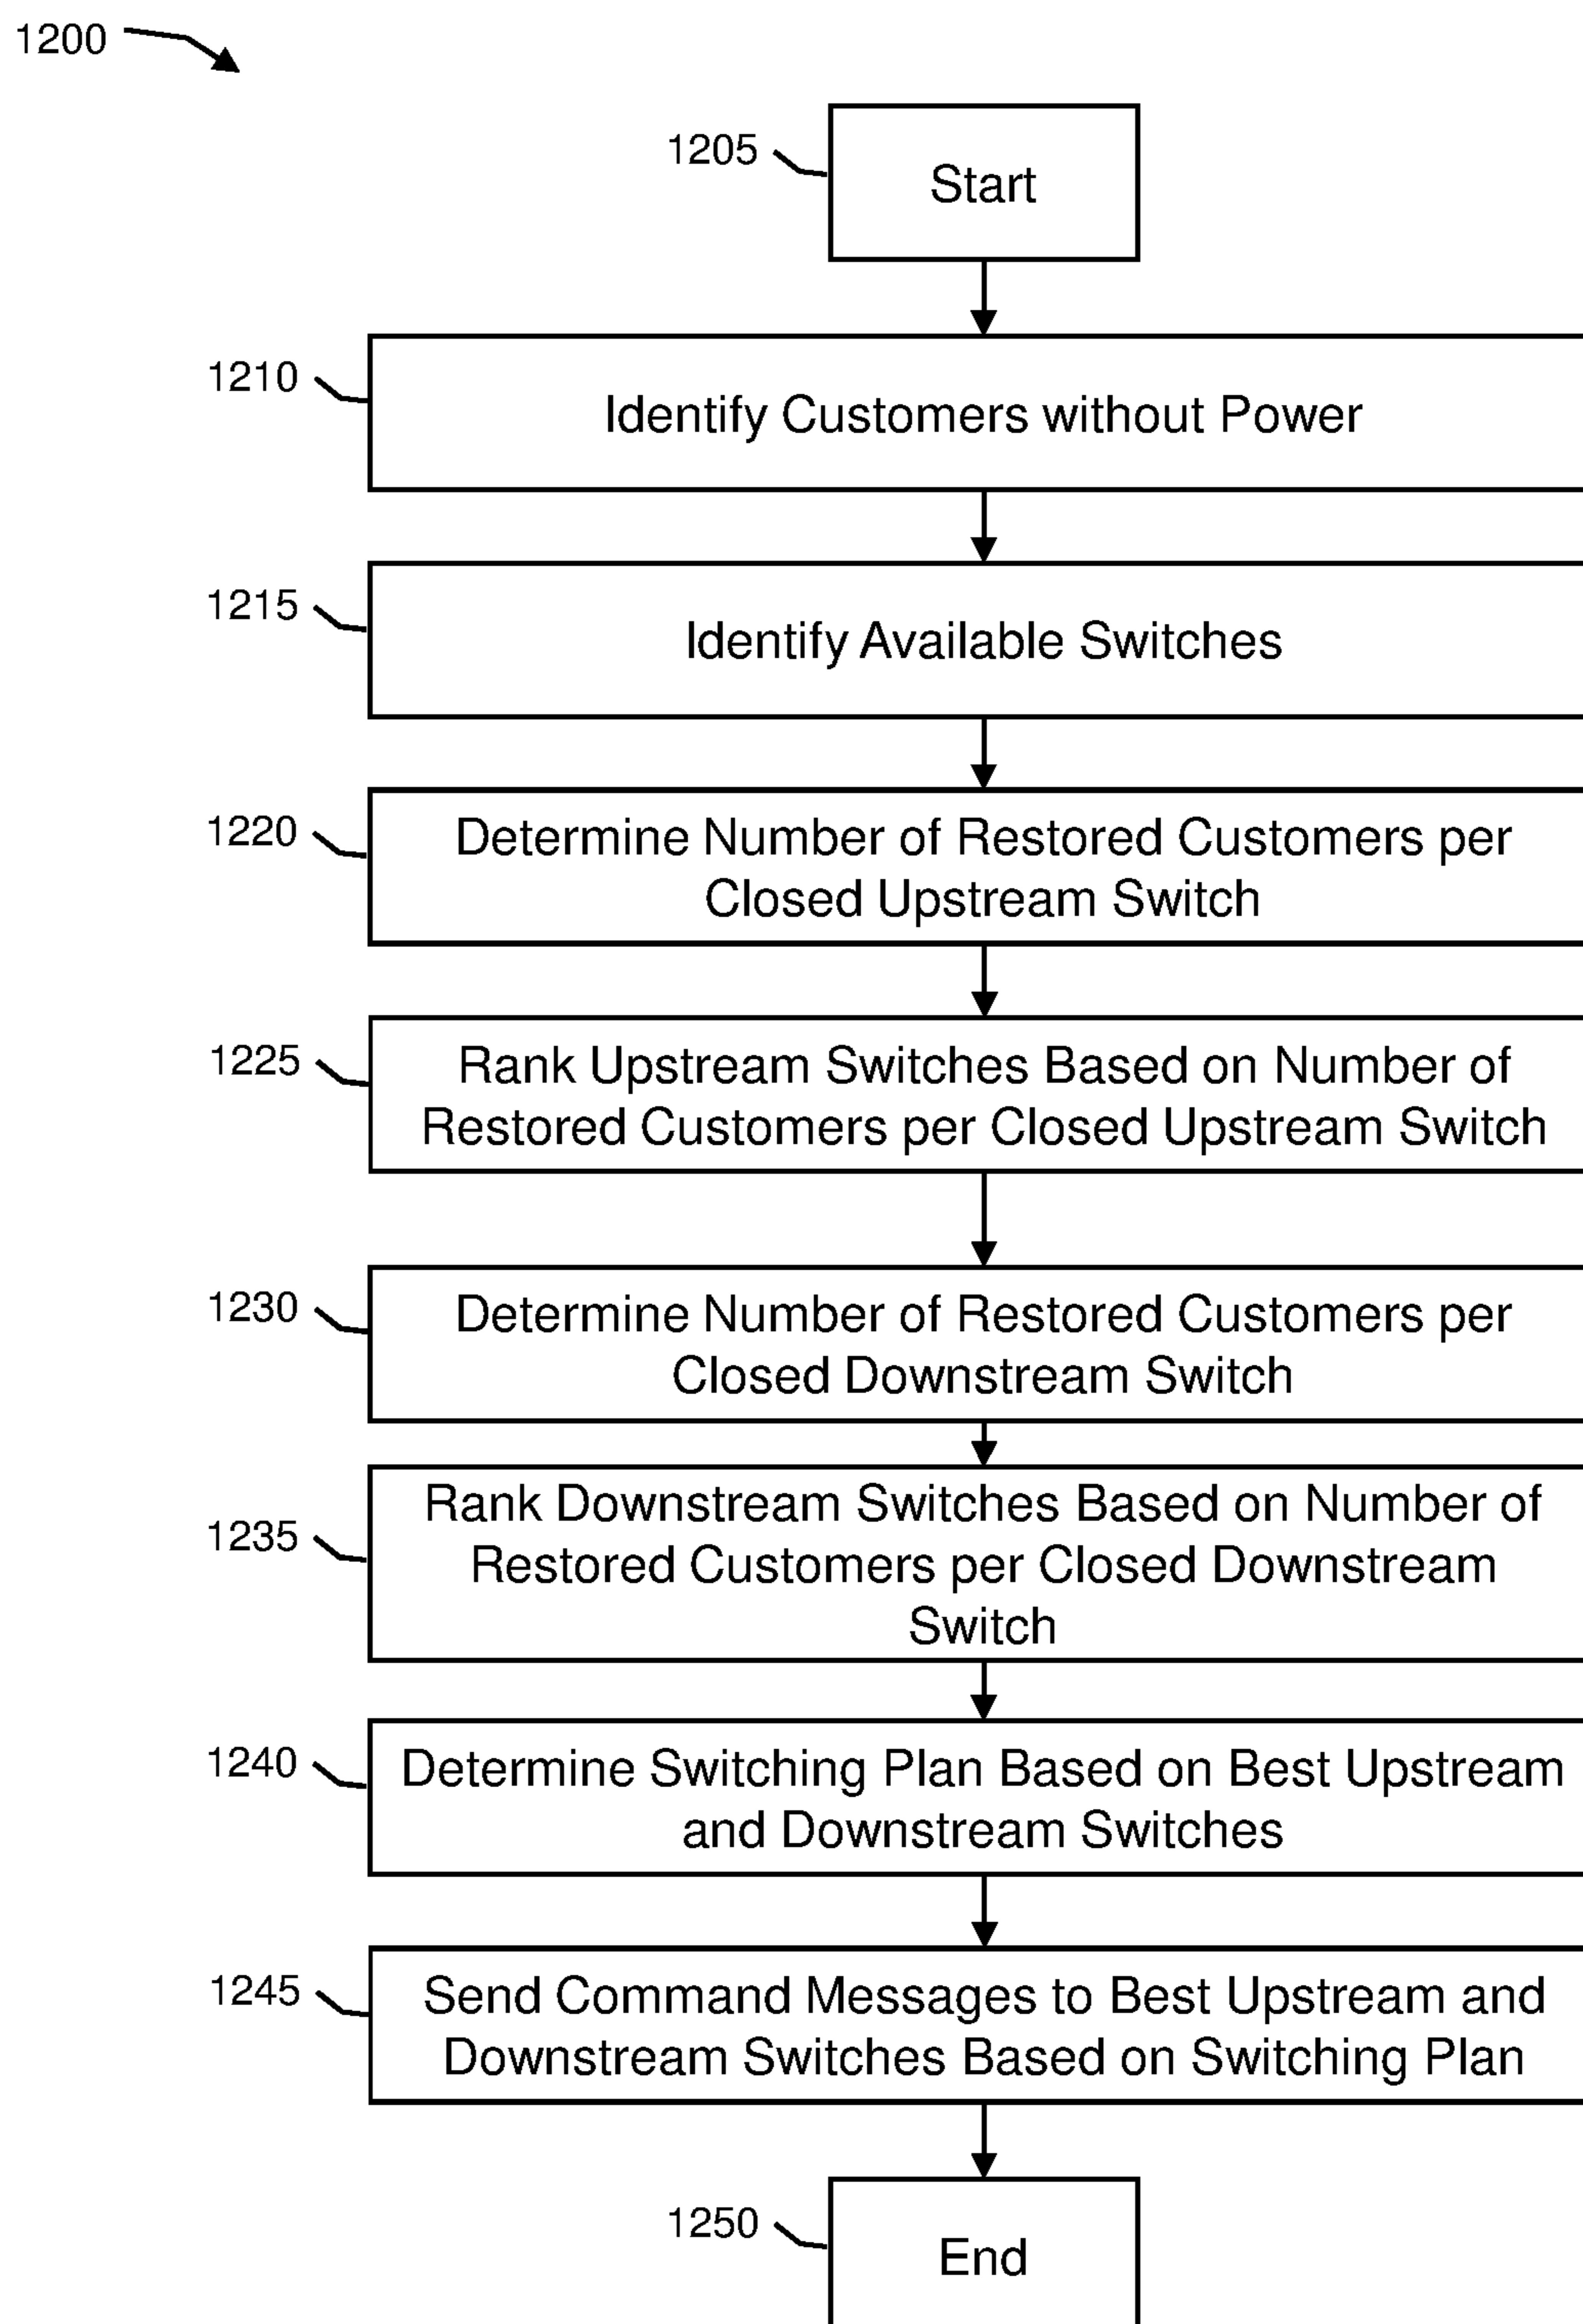 1200
1205
Start
1210
Identify Customers without Power
1215
Identify Available Switches
1220
Determine Number of Restored Customers per
Closed Upstream Switch
1225
Rank Upstream Switches Based on Number of
Restored Customers per Closed Upstream Switch
1230
Determine Number of Restored Customers per
Closed Downstream Switch
1235
Rank Downstream Switches Based on Number of
Restored Customers per Closed Downstream
Switch
1240
Determine Switching Plan Based on Best Upstream
and Downstream Switches
1245
Send Command Messages to Best Upstream and
Downstream Switches Based on Switching Plan
1250
End